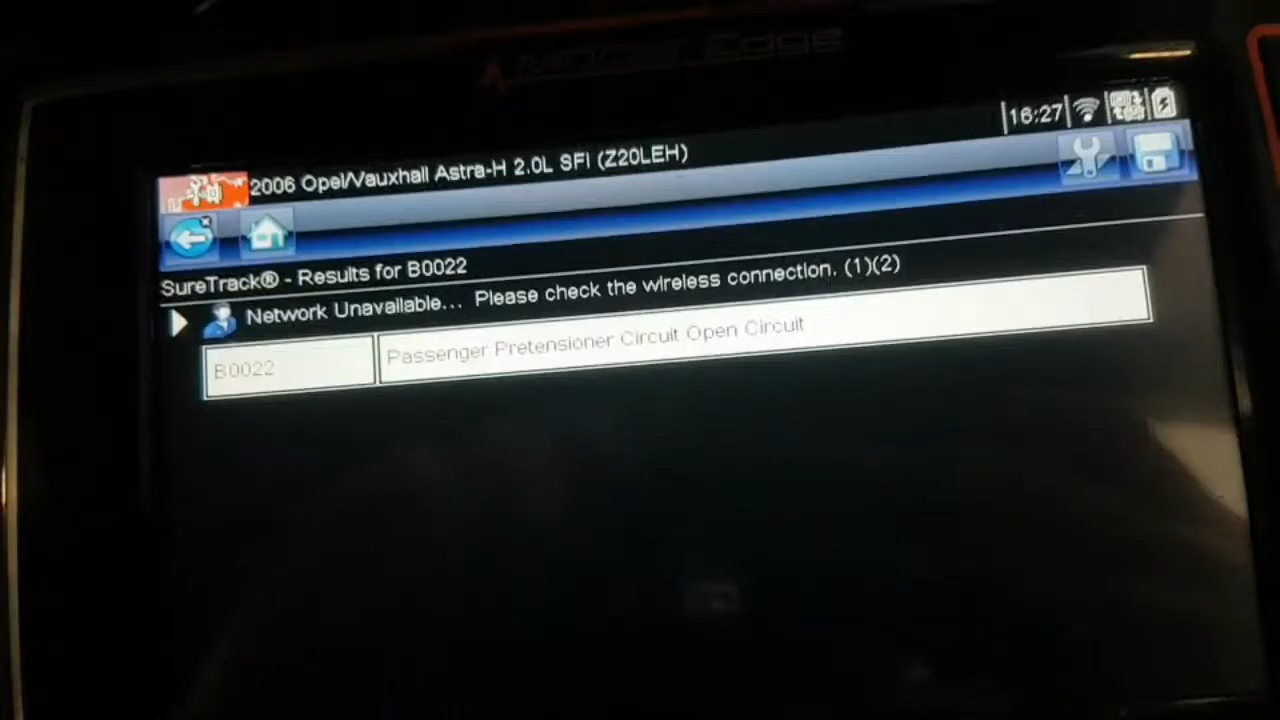 16:27
2006 Opel/Vauxhall Astra-H 2.0L SFI (Z20LEH)
SureTrack® - Results for B0022
Network Unavailable... Please check the wireless connection. (1)(2)
B0022 Passenger Pretensioner Circuit Open Circuit